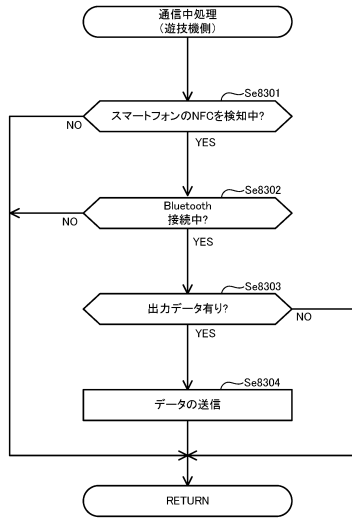 通信中処理
(遊技機側)
Se8301
スマートフォンのNFCを検知中?
NO
YES
Se8302
Bluetooth
接続中?
NO
YES
Se8303
出力データ有り?
NO
YES
Se8304
データの送信
RETURN